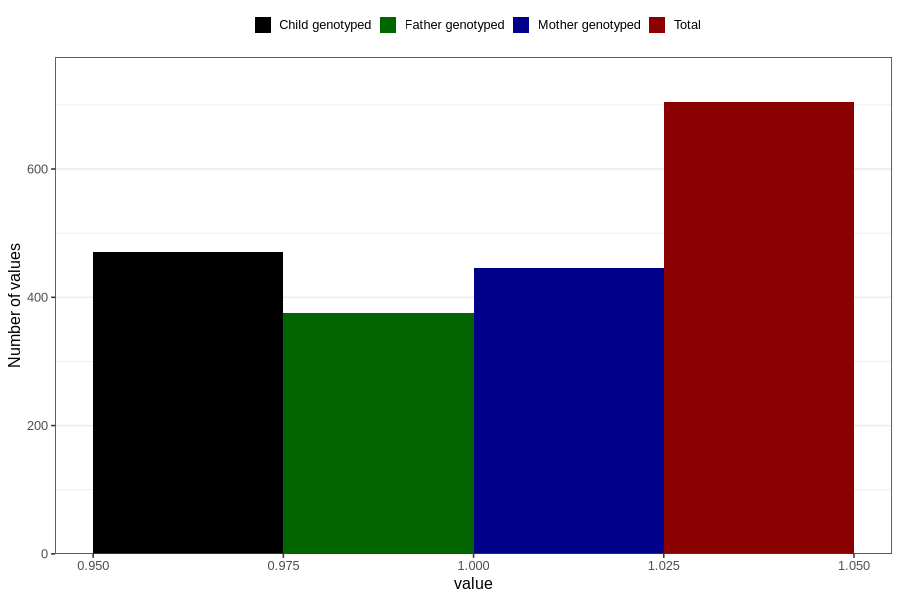 Child genotyped Father genotyped Mother genotyped Total
Number of values
600
400
200
0
0.950 0.975 1.000 1.025 1.050
value